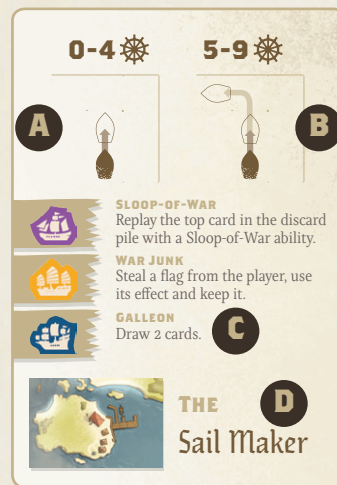 0-4 5-9
A B
SLOOP-OF-WAR
Replay the top card in the discard
pile with a Sloop-of-War ability.
WAR JUNK
Steal a flag from the player, use
its effect and keep it.
GALLEON
Draw 2 cards.
C
THE
D
Sail Maker